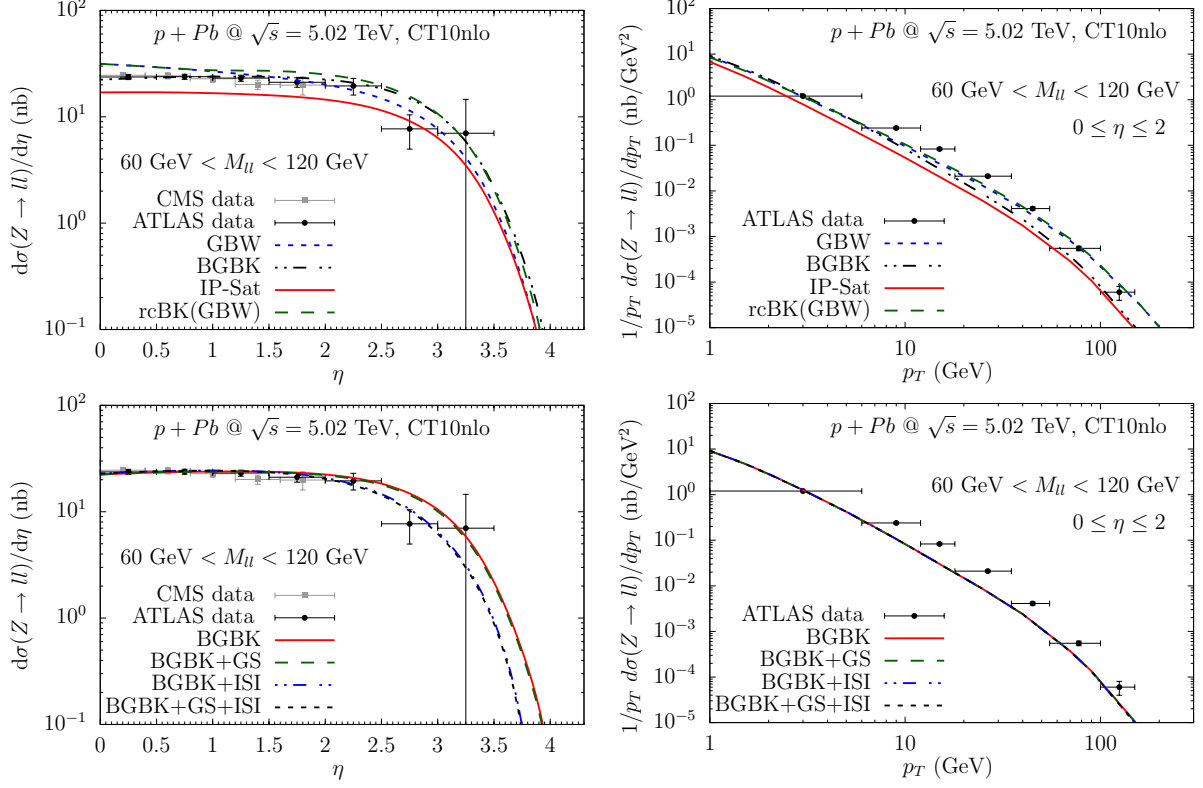 p + Pb @ √s = 5.02 TeV, CT10nlo
60 GeV < M_ll < 120 GeV
CMS data
ATLAS data
GBW
BGBK
IP-Sat
rcBK(GBW)
dσ(Z → ll)/dη (nb)
10^2
10^1
10^0
10^−1
0 0.5 1 1.5 2 2.5 3 3.5 4
η
p + Pb @ √s = 5.02 TeV, CT10nlo
60 GeV < M_ll < 120 GeV
0 ≤ η ≤ 2
ATLAS data
GBW
BGBK
IP-Sat
rcBK(GBW)
1/p_T dσ(Z → ll)/dp_T (nb/GeV^2)
10^2
10^1
10^0
10^−1
10^−2
10^−3
10^−4
10^−5
1 10 100
p_T (GeV)
p + Pb @ √s = 5.02 TeV, CT10nlo
60 GeV < M_ll < 120 GeV
CMS data
ATLAS data
BGBK
BGBK+GS
BGBK+ISI
BGBK+GS+ISI
dσ(Z → ll)/dη (nb)
10^2
10^1
10^0
10^−1
0 0.5 1 1.5 2 2.5 3 3.5 4
η
p + Pb @ √s = 5.02 TeV, CT10nlo
60 GeV < M_ll < 120 GeV
0 ≤ η ≤ 2
ATLAS data
BGBK
BGBK+GS
BGBK+ISI
BGBK+GS+ISI
1/p_T dσ(Z → ll)/dp_T (nb/GeV^2)
10^2
10^1
10^0
10^−1
10^−2
10^−3
10^−4
10^−5
1 10 100
p_T (GeV)